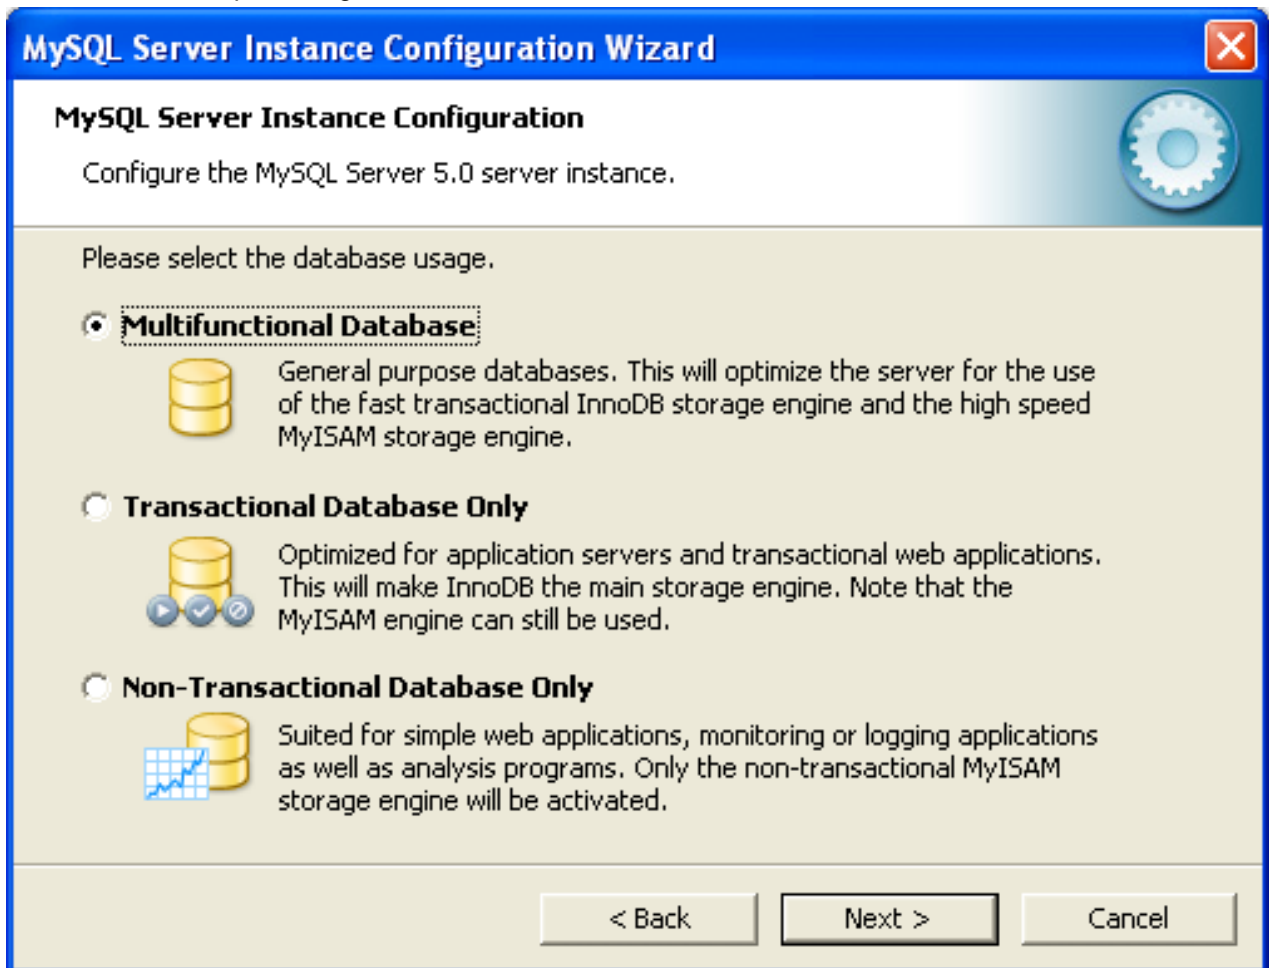 MySQL Server Instance Configuration Wizard
MySQL Server Instance Configuration
Configure the MySQL Server 5.0 server instance.
Please select the database usage.
Multifunctional Database
General purpose databases. This will optimize the server for the use
of the fast transactional InnoDB storage engine and the high speed
MyISAM storage engine.
Transactional Database Only
Optimized for application servers and transactional web applications.
This will make InnoDB the main storage engine. Note that the
MyISAM engine can still be used.
Non-Transactional Database Only
Suited for simple web applications, monitoring or logging applications
as well as analysis programs. Only the non-transactional MyISAM
storage engine will be activated.
< Back
Next >
Cancel